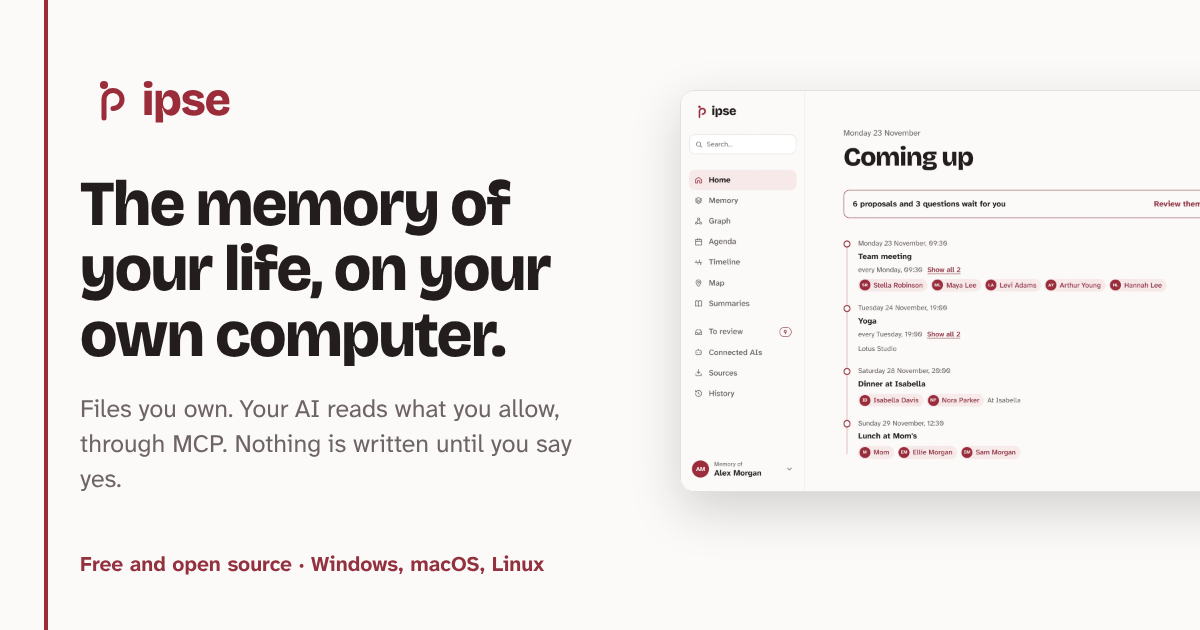 ipse
The memory of
your life, on your
own computer.
Files you own. Your AI reads what you allow,
through MCP. Nothing is written until you say
yes.
Free and open source · Windows, macOS, Linux
ipse
Search...
Home
Memory
Graph
Agenda
Timeline
Map
Summaries
To review 9
Connected AIs
Sources
History
Memory of
AM Alex Morgan
Monday 23 November
Coming up
6 proposals and 3 questions wait for you Review them
Monday 23 November, 09:30
Team meeting
every Monday, 09:30 Show all 2
SR Stella Robinson ML Maya Lee LA Levi Adams AY Arthur Young HL Hannah Lee
Tuesday 24 November, 19:00
Yoga
every Tuesday, 19:00 Show all 2
Lotus Studio
Saturday 28 November, 20:00
Dinner at Isabella
ID Isabella Davis NP Nora Parker At Isabella
Sunday 29 November, 12:30
Lunch at Mom's
M Mom EM Ellie Morgan SM Sam Morgan